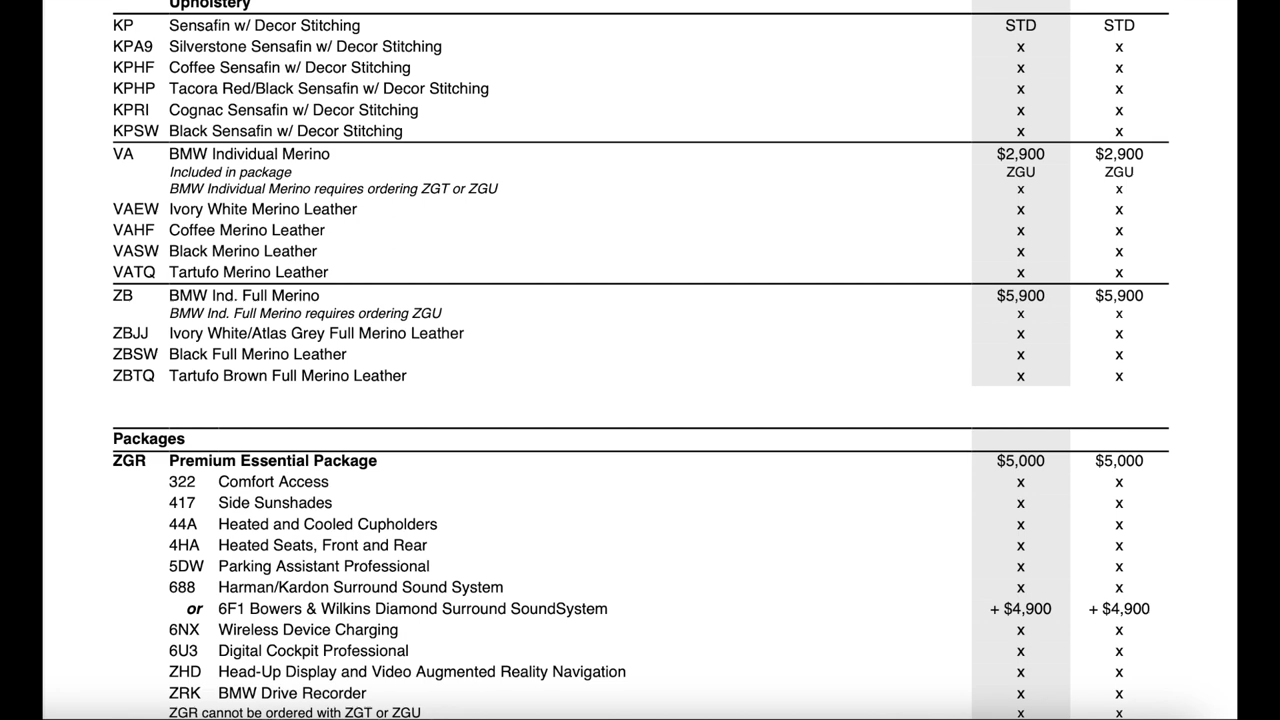 Upholstery
KP Sensafin w/ Decor Stitching STD STD
KPA9 Silverstone Sensafin w/ Decor Stitching x x
KPHF Coffee Sensafin w/ Decor Stitching x x
KPHP Tacora Red/Black Sensafin w/ Decor Stitching x x
KPRI Cognac Sensafin w/ Decor Stitching x x
KPSW Black Sensafin w/ Decor Stitching x x
VA BMW Individual Merino $2,900 $2,900
Included in package ZGU ZGU
BMW Individual Merino requires ordering ZGT or ZGU x x
VAEW Ivory White Merino Leather x x
VAHF Coffee Merino Leather x x
VASW Black Merino Leather x x
VATQ Tartufo Merino Leather x x
ZB BMW Ind. Full Merino $5,900 $5,900
BMW Ind. Full Merino requires ordering ZGU x x
ZBJJ Ivory White/Atlas Grey Full Merino Leather x x
ZBSW Black Full Merino Leather x x
ZBTQ Tartufo Brown Full Merino Leather x x
Packages
ZGR Premium Essential Package $5,000 $5,000
322 Comfort Access x x
417 Side Sunshades x x
44A Heated and Cooled Cupholders x x
4HA Heated Seats, Front and Rear x x
5DW Parking Assistant Professional x x
688 Harman/Kardon Surround Sound System x x
or 6F1 Bowers & Wilkins Diamond Surround SoundSystem + $4,900 + $4,900
6NX Wireless Device Charging x x
6U3 Digital Cockpit Professional x x
ZHD Head-Up Display and Video Augmented Reality Navigation x x
ZRK BMW Drive Recorder x x
ZGR cannot be ordered with ZGT or ZGU x x